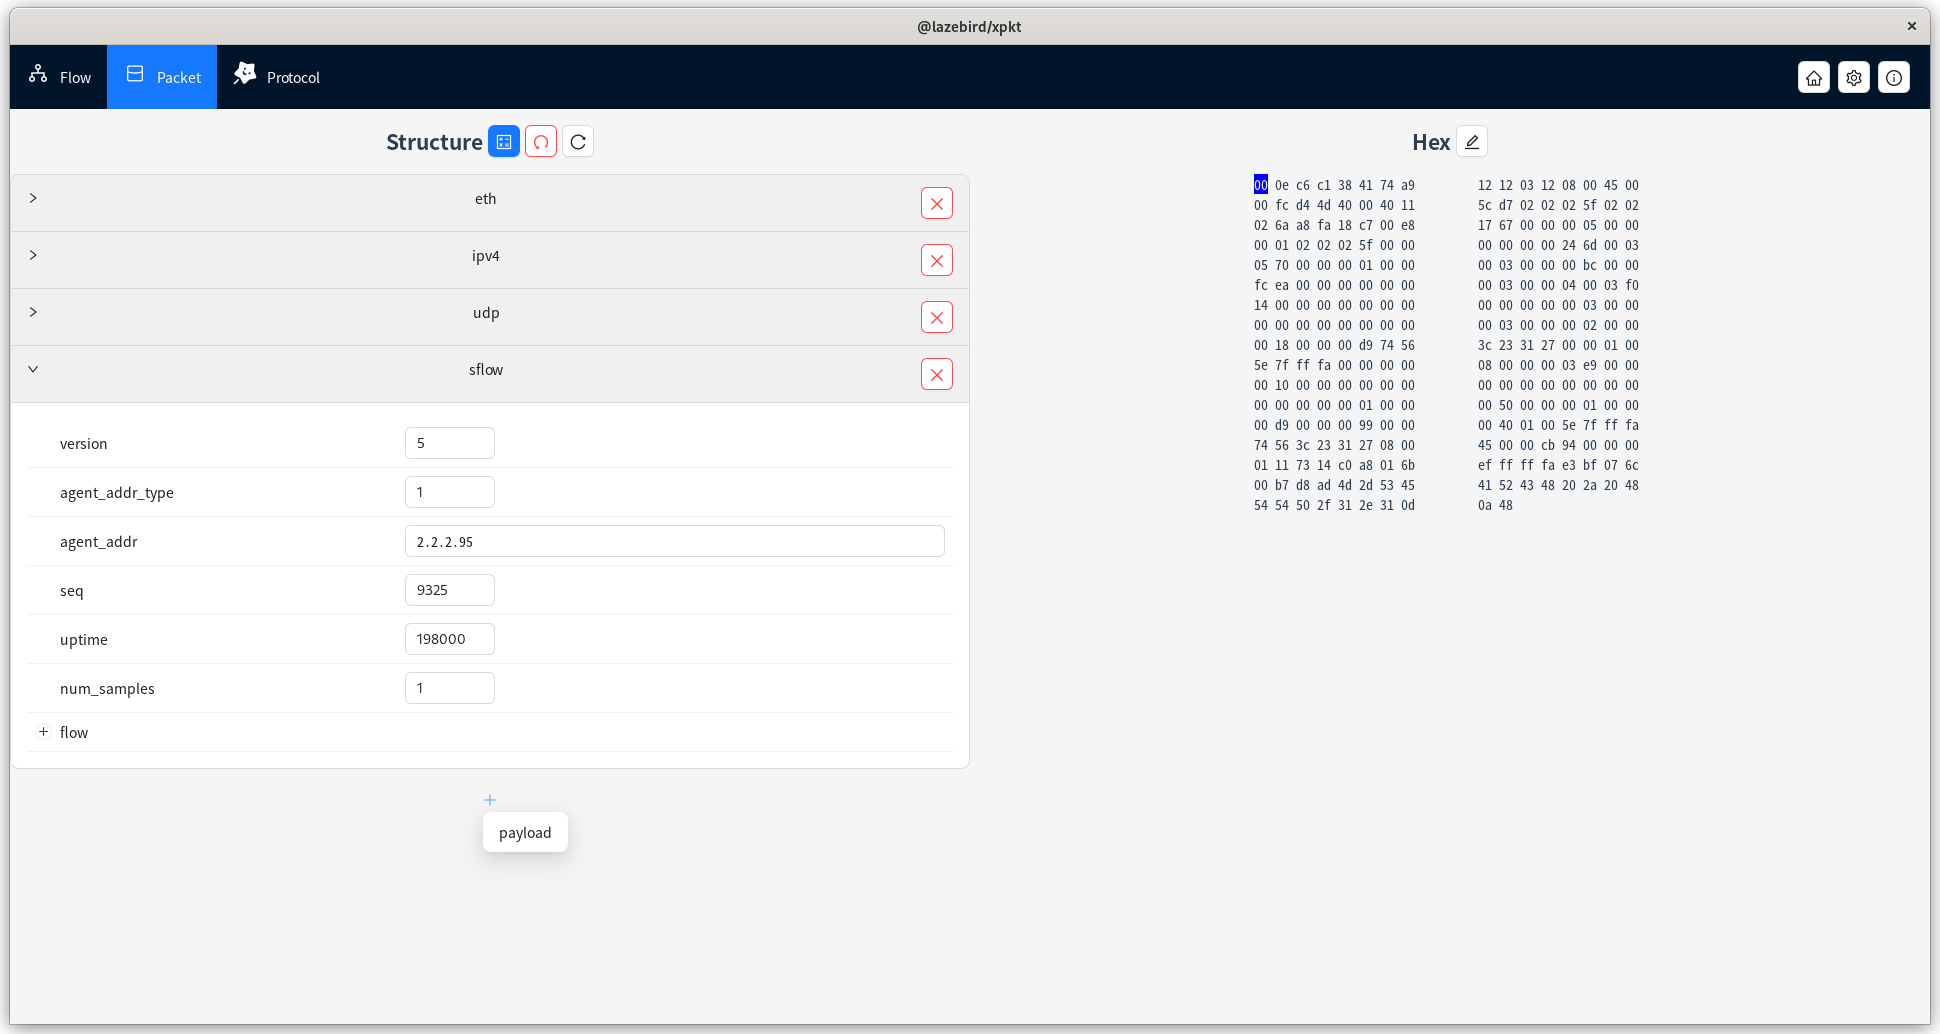 @lazebird/xpkt
Flow Packet Protocol
Structure
Hex
eth
ipv4
udp
sflow
version 5
agent_addr_type 1
agent_addr 2.2.2.95
seq 9325
uptime 198000
num_samples 1
flow
payload
00 0e c6 c1 38 41 74 a9 12 12 03 12 08 00 45 00
00 fc d4 4d 40 00 40 11 5c d7 02 02 02 5f 02 02
02 6a a8 fa 18 c7 00 e8 17 67 00 00 00 05 00 00
00 01 02 02 02 5f 00 00 00 00 00 00 24 6d 00 03
05 70 00 00 00 01 00 00 00 03 00 00 00 bc 00 00
fc ea 00 00 00 00 00 00 00 03 00 00 04 00 03 f0
14 00 00 00 00 00 00 00 00 00 00 00 00 03 00 00
00 00 00 00 00 00 00 00 00 03 00 00 00 02 00 00
00 18 00 00 00 d9 74 56 3c 23 31 27 00 00 01 00
5e 7f ff fa 00 00 00 00 08 00 00 00 03 e9 00 00
00 10 00 00 00 00 00 00 00 00 00 00 00 00 00 00
00 00 00 00 00 01 00 00 00 50 00 00 00 01 00 00
00 d9 00 00 00 99 00 00 00 40 01 00 5e 7f ff fa
74 56 3c 23 31 27 08 00 45 00 00 cb 94 00 00 00
01 11 73 14 c0 a8 01 6b ef ff ff fa e3 bf 07 6c
00 b7 d8 ad 4d 2d 53 45 41 52 43 48 20 2a 20 48
54 54 50 2f 31 2e 31 0d 0a 48